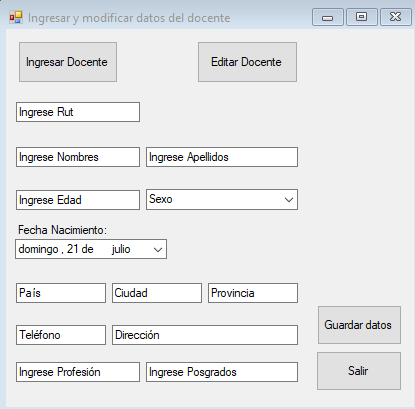 Ingresar y modificar datos del docente
Ingresar Docente Editar Docente
Ingrese Rut
Ingrese Nombres Ingrese Apellidos
Ingrese Edad Sexo
Fecha Nacimiento:
domingo , 21 de julio
País Ciudad Provincia
Guardar datos
Teléfono Dirección
Salir
Ingrese Profesión Ingrese Posgrados